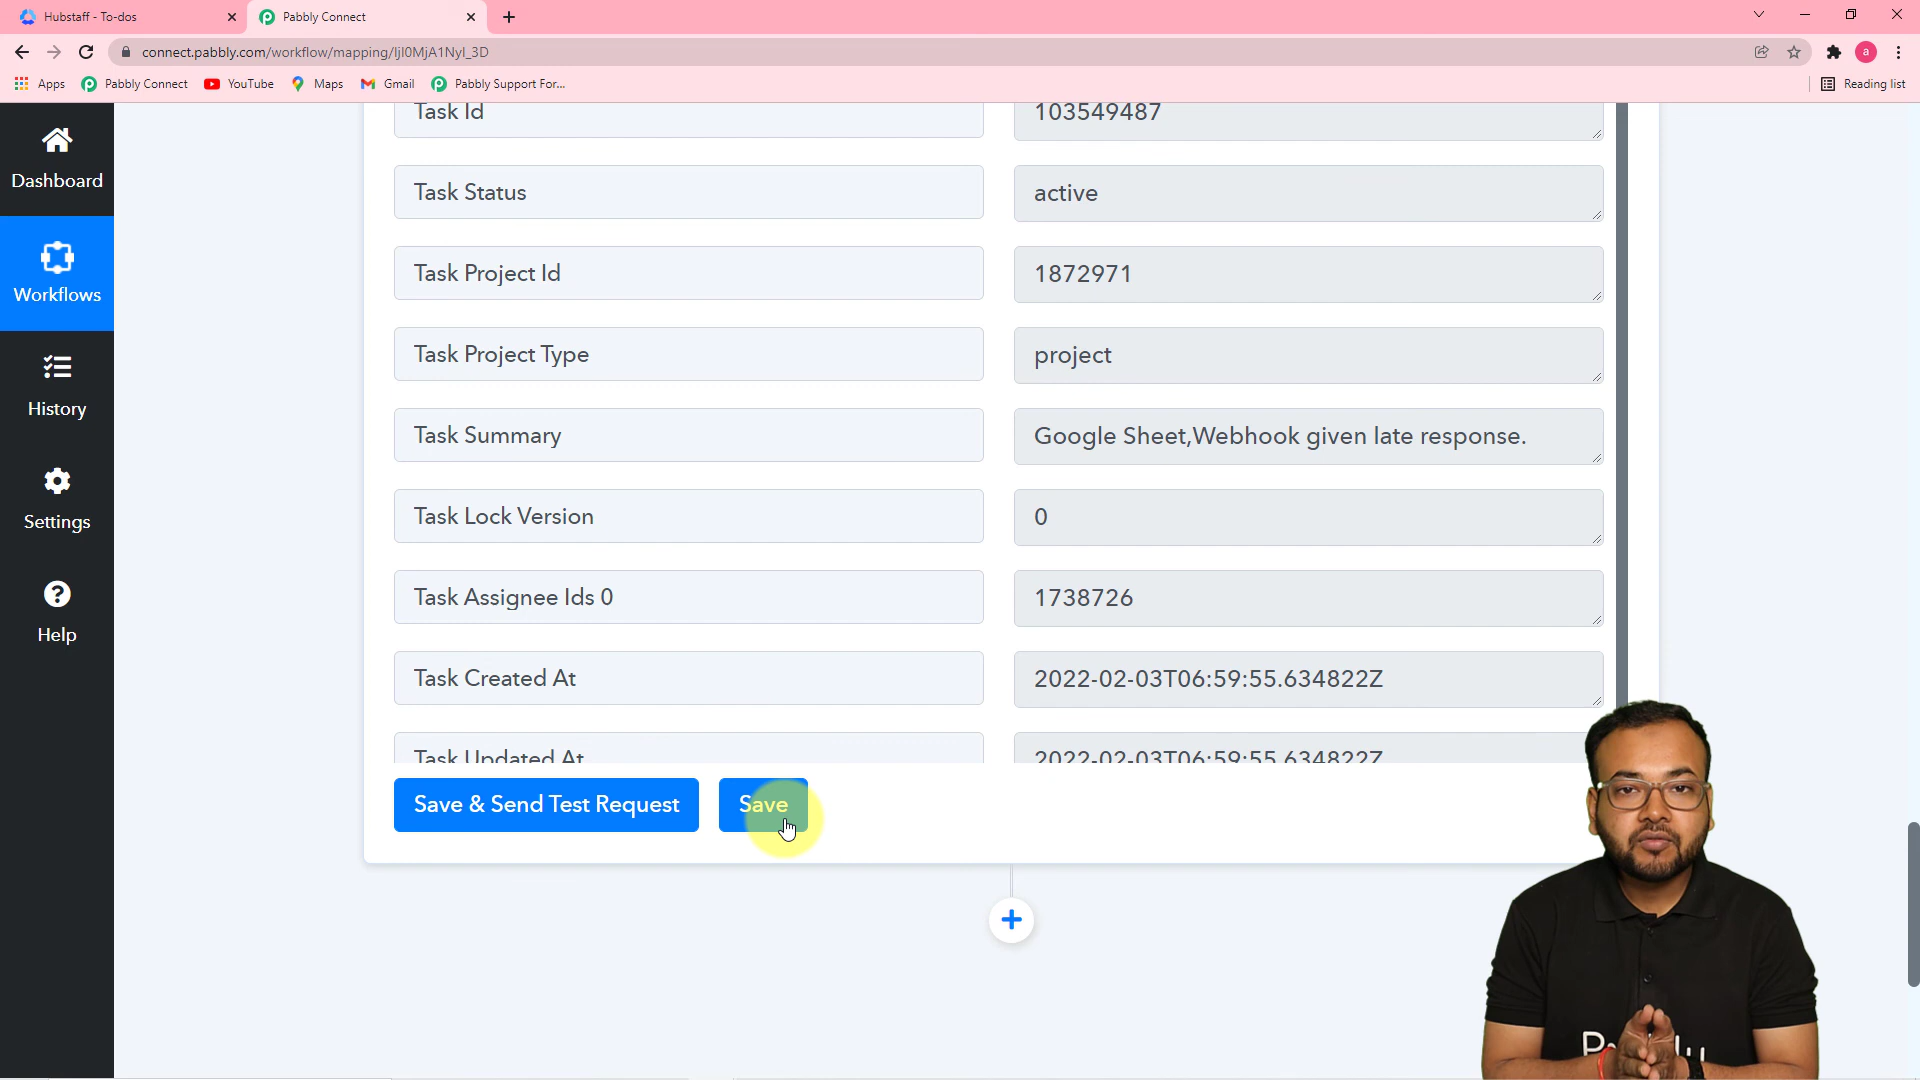 Hubstaff - To-dos
Pabbly Connect
connect.pabbly.com/workflow/mapping/IjI0MjA1NyI_3D
a
Apps
Pabbly Connect
YouTube
Maps
Gmail
Pabbly Support For...
Reading list
Dashboard
Workflows
History
Settings
Help
Task Id
103549487
Task Status
active
Task Project Id
1872971
Task Project Type
project
Task Summary
Google Sheet,Webhook given late response.
Task Lock Version
0
Task Assignee Ids 0
1738726
Task Created At
2022-02-03T06:59:55.634822Z
Task Updated At
2022-02-03T06:59:55.634822Z
Save & Send Test Request
Save